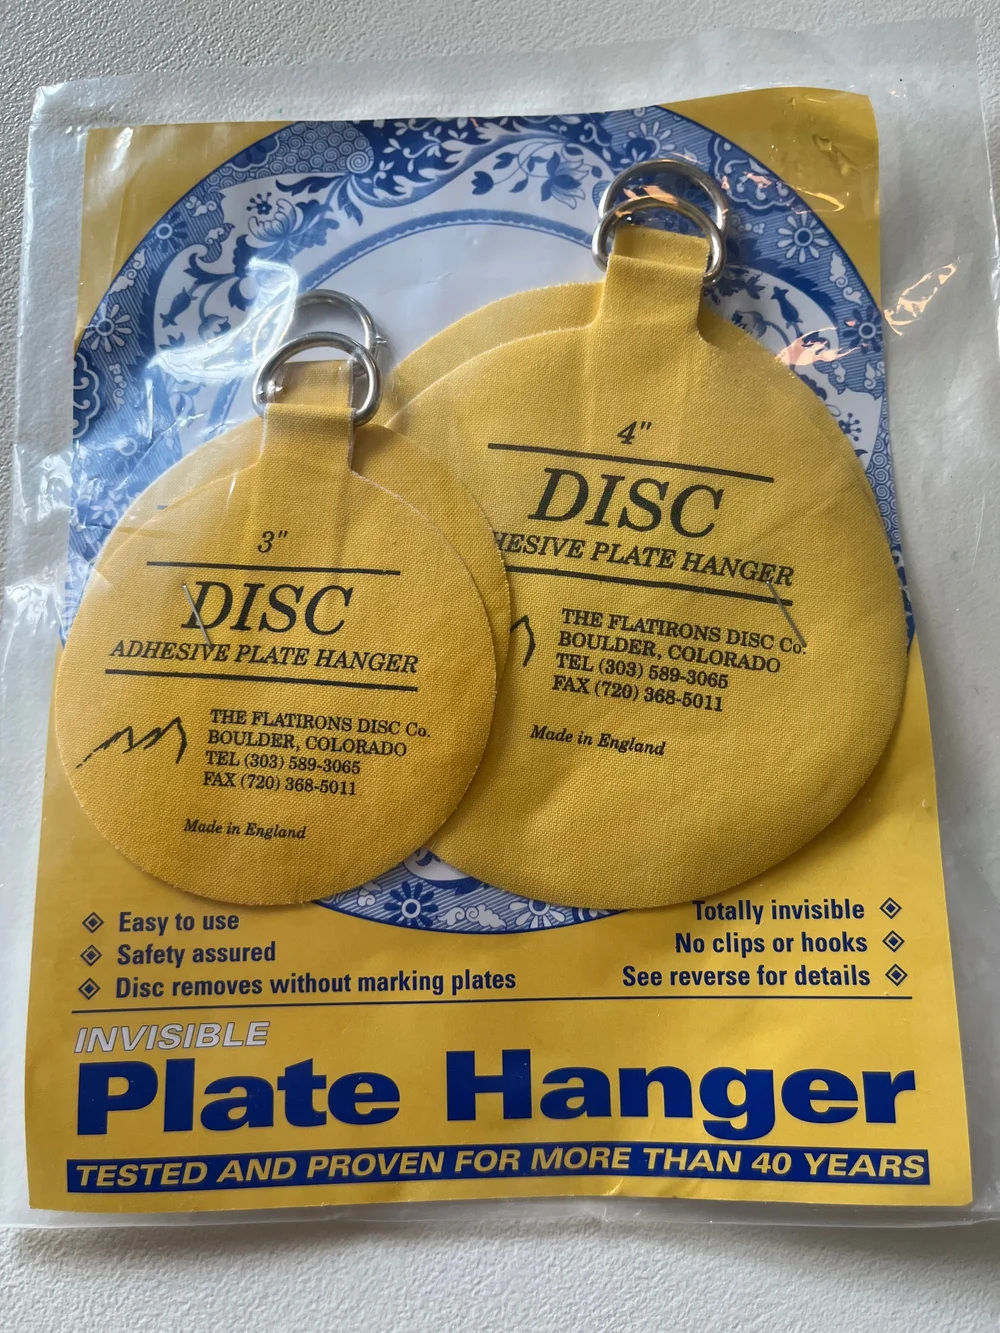 4"
DISC
HESIVE PLATE HANGER
THE FLATIRONS DISC Co.
BOULDER, COLORADO
TEL (303) 589-3065
FAX (720) 368-5011
Made in England
3"
DISC
ADHESIVE PLATE HANGER
THE FLATIRONS DISC Co.
BOULDER, COLORADO
TEL (303) 589-3065
FAX (720) 368-5011
Made in England
Easy to use
Safety assured
Disc removes without marking plates
Totally invisible
No clips or hooks
See reverse for details
INVISIBLE
Plate Hanger
TESTED AND PROVEN FOR MORE THAN 40 YEARS